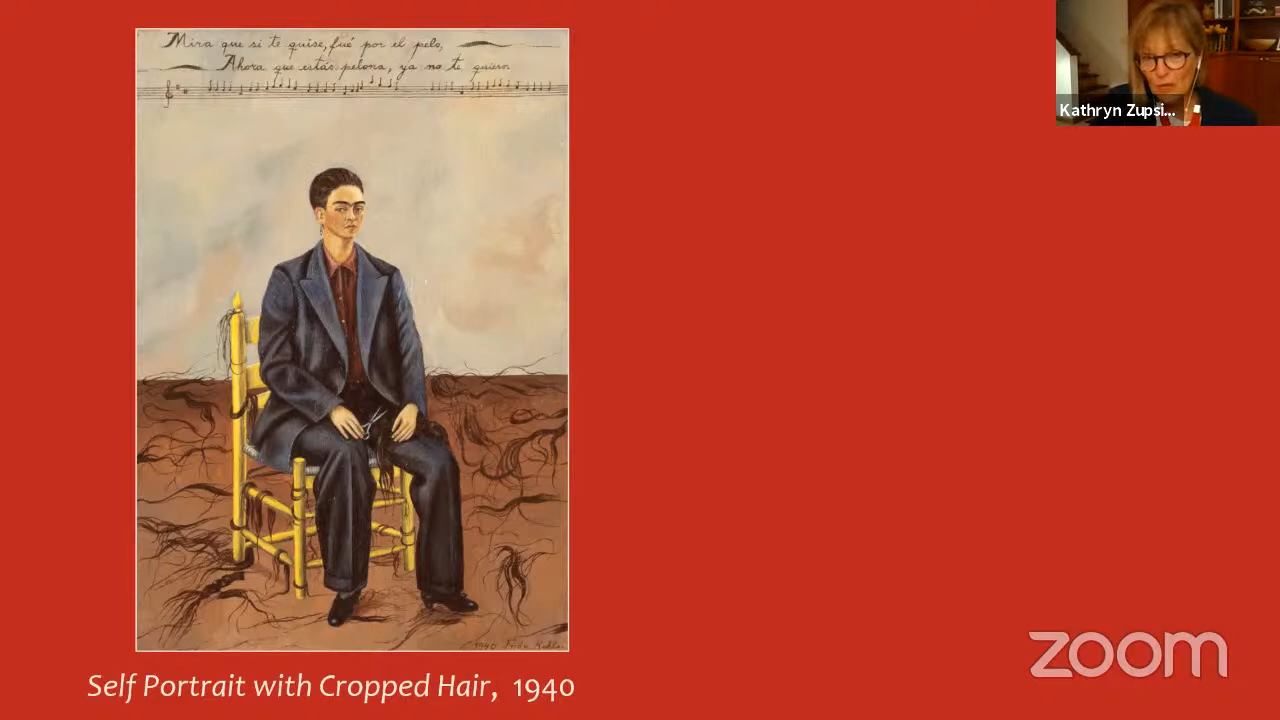 Mira que si te quise, fué por el pelo,
Ahora que estás pelona, ya no te quiero.
1940 Frida Kahlo.
Self Portrait with Cropped Hair, 1940
Kathryn Zupsi...
zoom